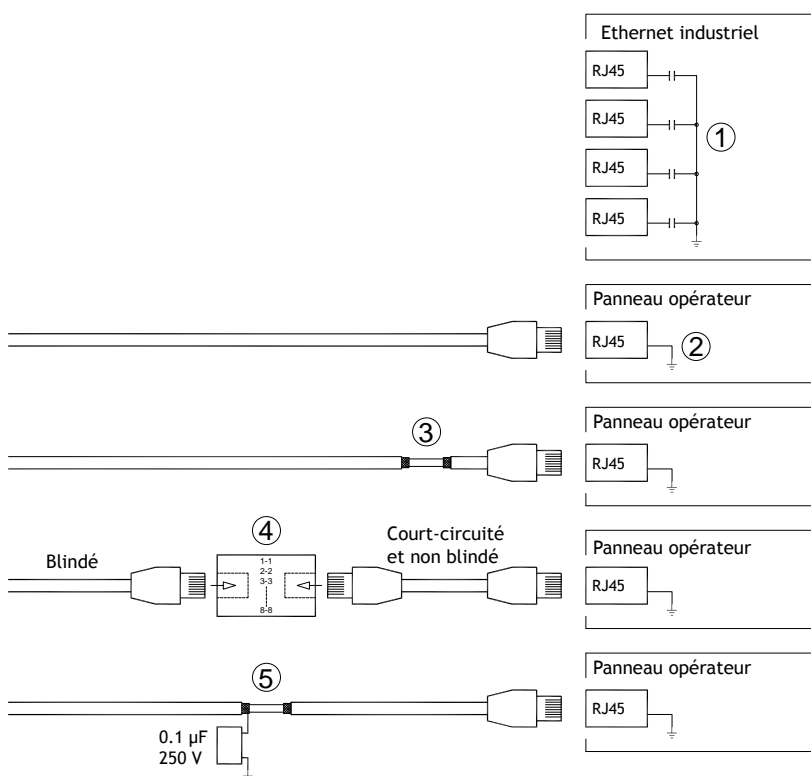 Ethernet industriel
RJ45
RJ45
①
RJ45
RJ45
Panneau opérateur
RJ45
②
③
Panneau opérateur
RJ45
④
Blindé
1-1
2-2
3-3
8-8
Court-circuité
et non blindé
Panneau opérateur
RJ45
⑤
0.1 µF
250 V
Panneau opérateur
RJ45